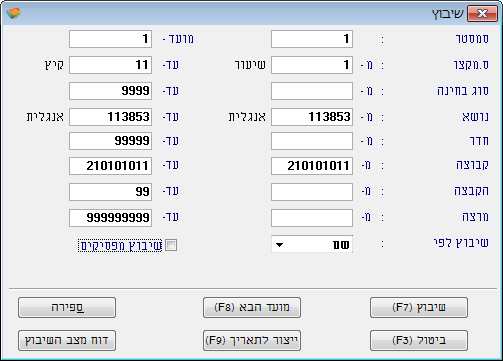 שיבוץ
סמסטר : 1 מועד- 1
ס.מקצו : מ- 1 שיעור עד- 11 קיץ
סוג בחינה : מ- עד- 9999
נושא : מ- 113853 אנגלית עד- 113853 אנגלית
חדר : מ- עד- 99999
קבוצה : מ- 210101011 עד- 210101011
הקבצה : מ- עד- 99
מרצה : מ- עד- 999999999
שיבוץ לפי : שם שיבוץ מפסיקים
שיבוץ (F7) מועד הבא (F8) ספירה
ביטול (F3) ייצור לתאריך (F9) דוח מצב השיבוץ